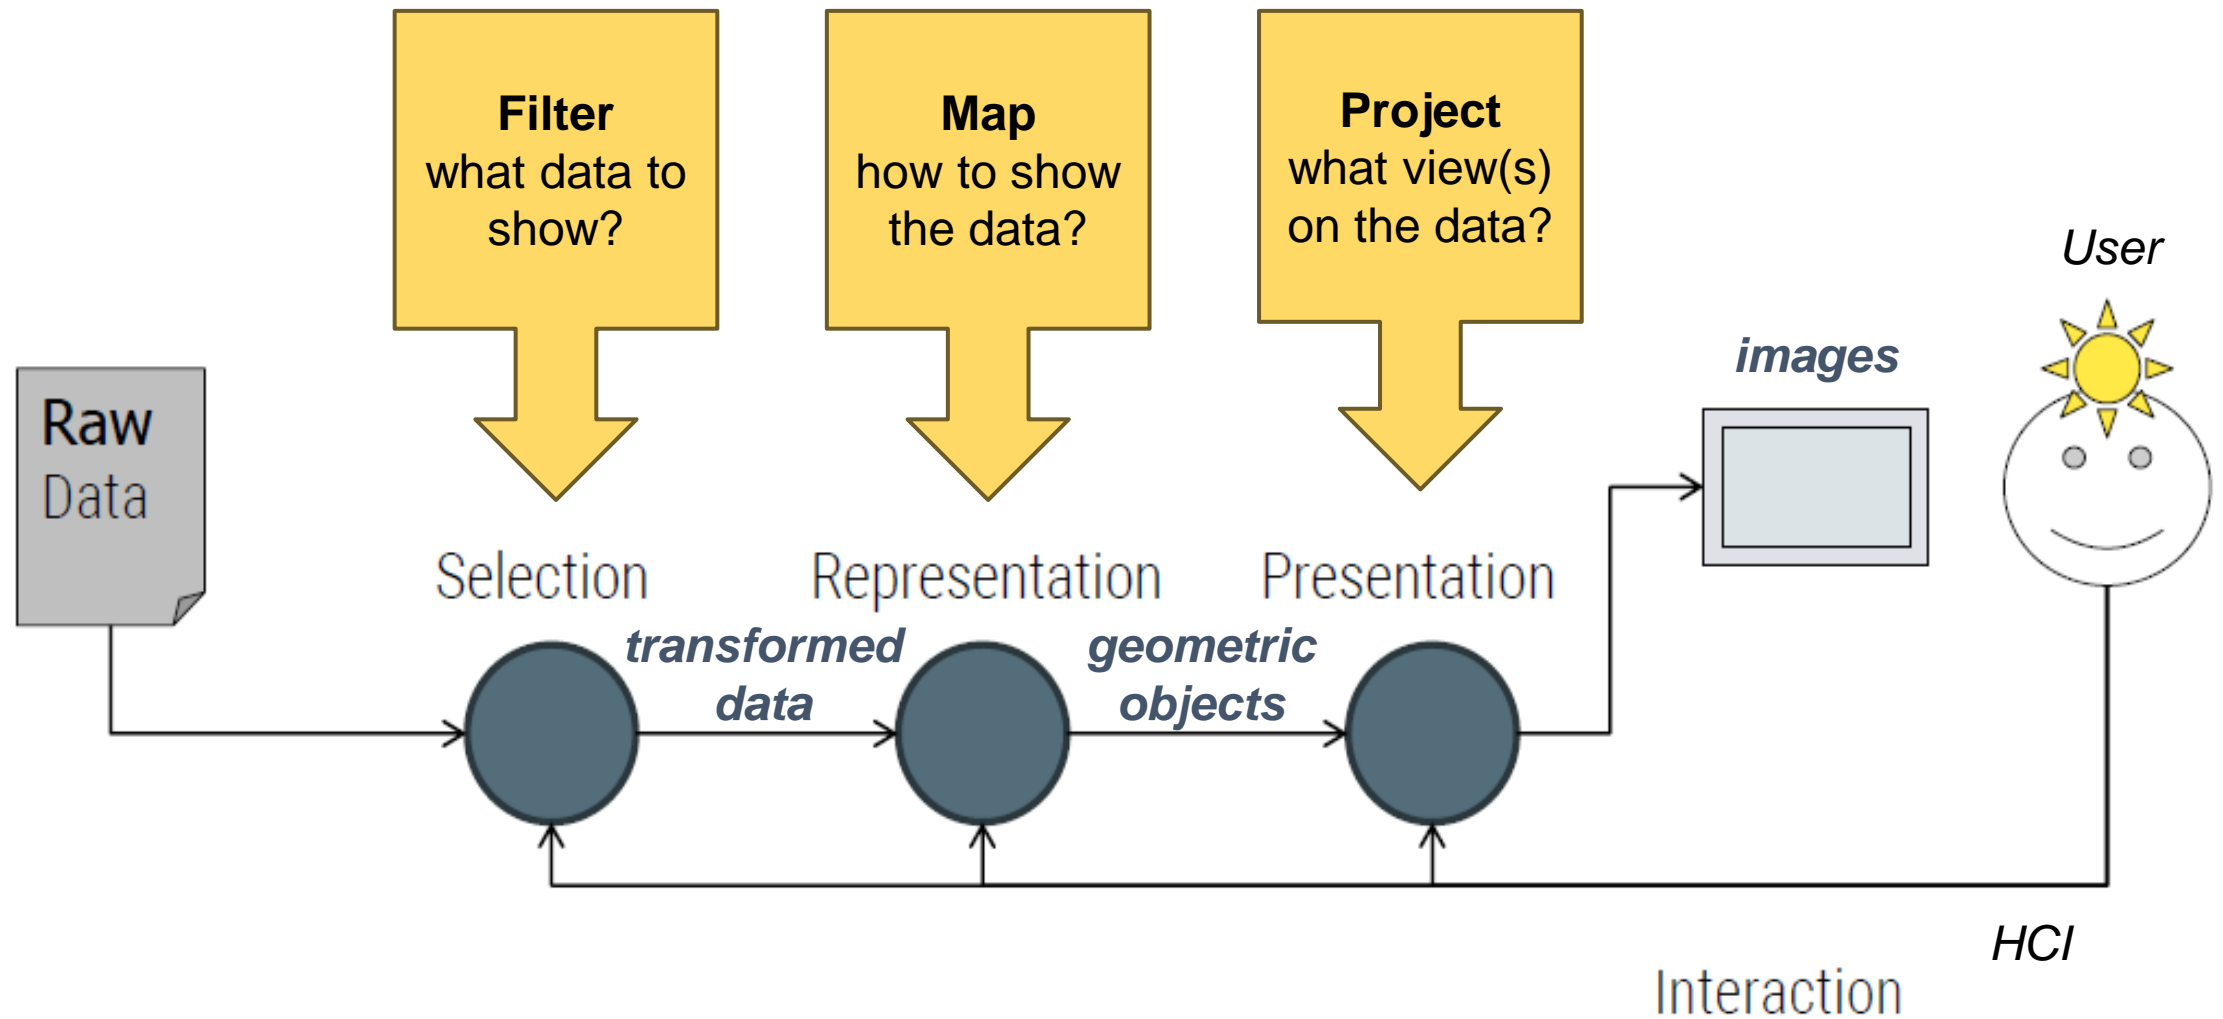 Filter
what data to
show?
Map
how to show
the data?
Project
what view(s)
on the data?
User
images
Raw
Data
Selection
Representation
Presentation
transformed
data
geometric
objects
HCI
Interaction